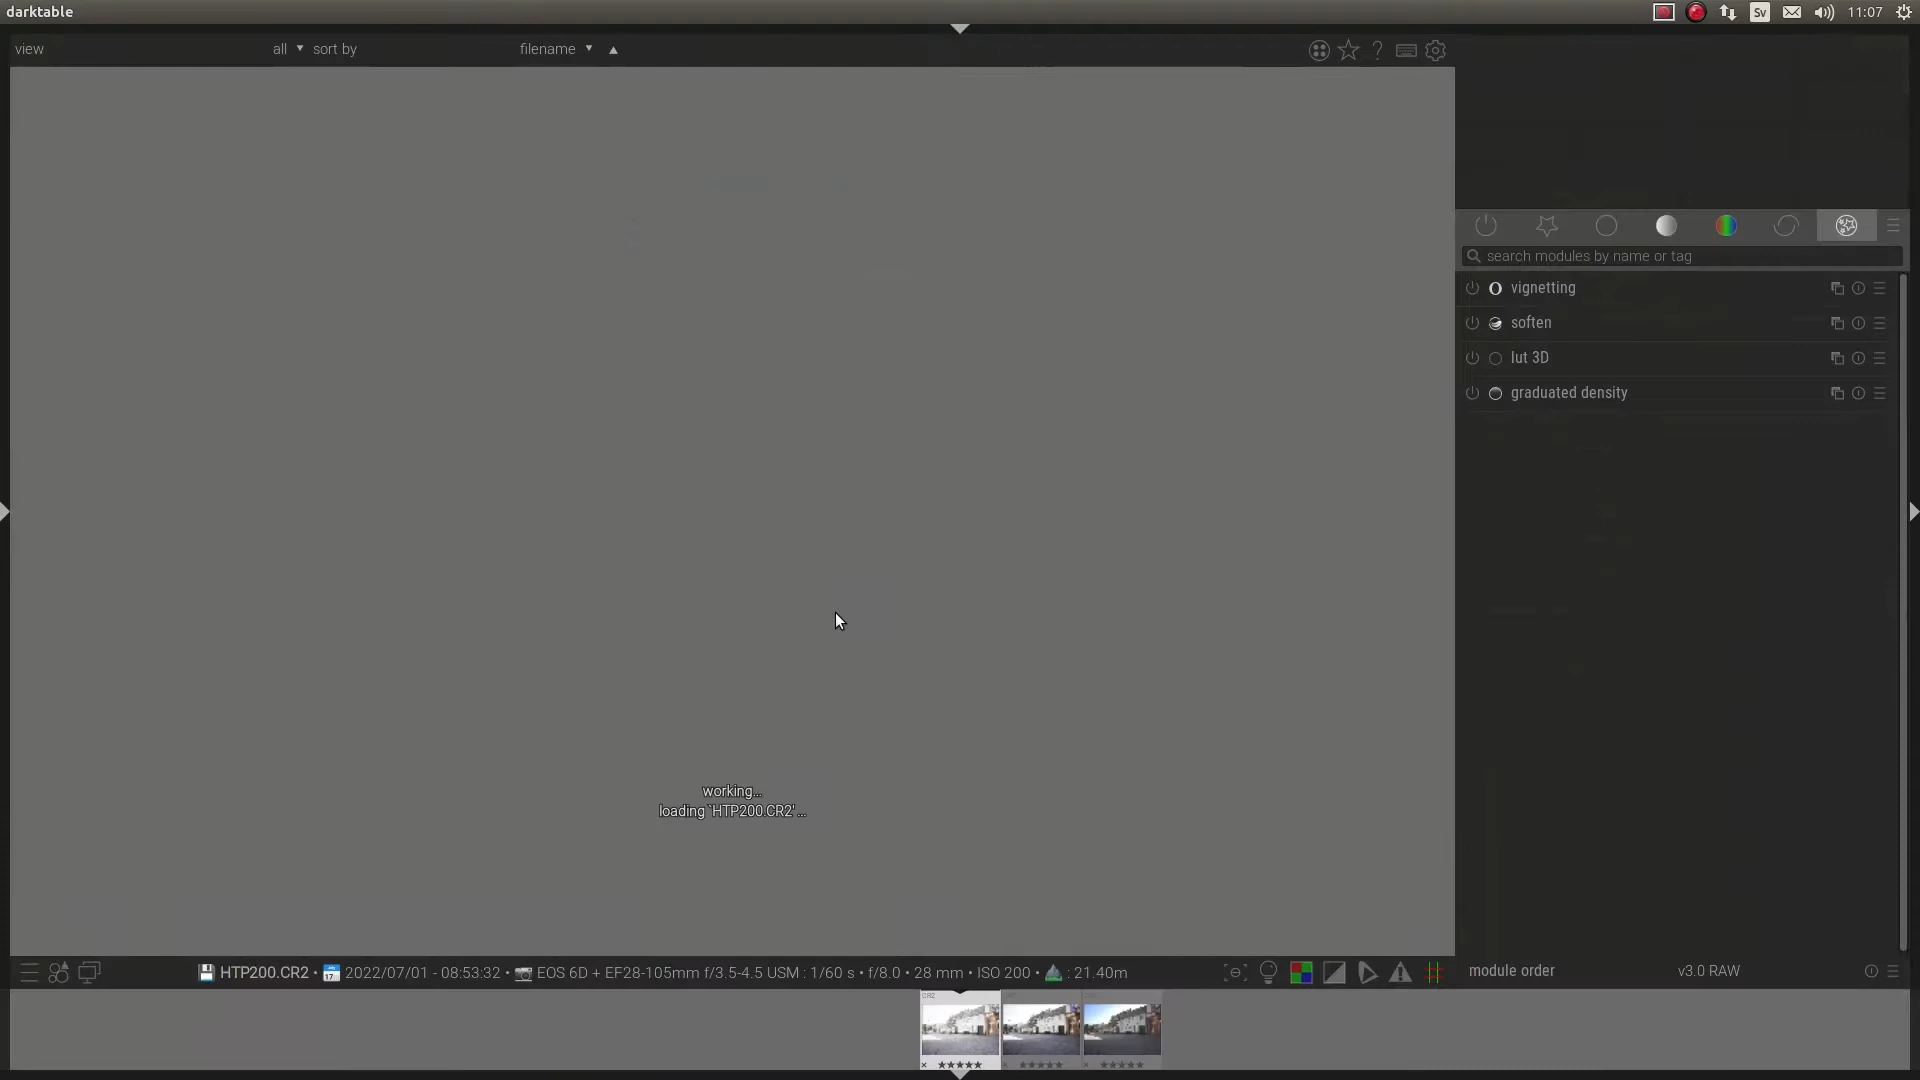 darktable
Sv
11:07
view
all ▼ sort by
filename ▼ ▲
?
search modules by name or tag
vignetting
soften
lut 3D
graduated density
working...
loading `HTP200.CR2' ...
HTP200.CR2 • 2022/07/01 - 08:53:32 • EOS 6D + EF28-105mm f/3.5-4.5 USM : 1/60 s • f/8.0 • 28 mm • ISO 200 • : 21.40m
module order
v3.0 RAW
CR2